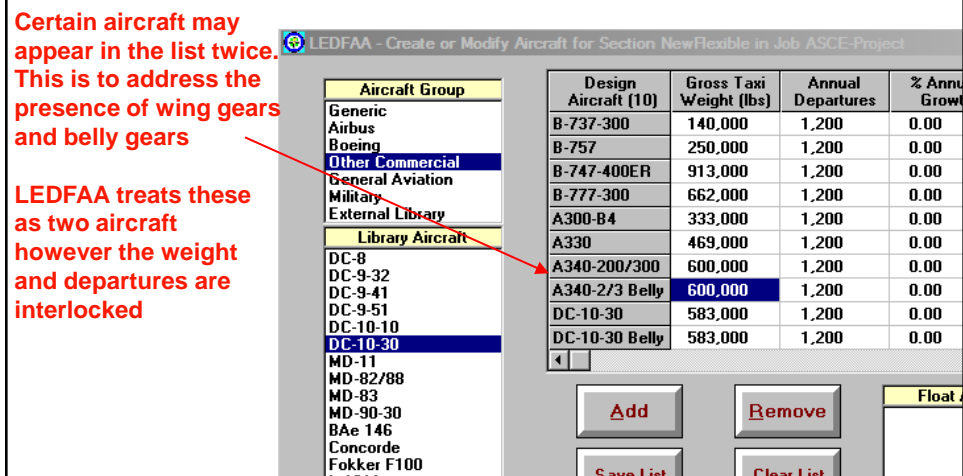 Certain aircraft may
appear in the list twice.
This is to address the
presence of wing gears
and belly gears
LEDFAA treats these
as two aircraft
however the weight
and departures are
interlocked
LEDFAA - Create or Modify Aircraft for Section NewFlexible in Job ASCE-Project
Aircraft Group
Generic
Airbus
Boeing
Other Commercial
General Aviation
Military
External Library
Library Aircraft
DC-8
DC-9-32
DC-9-41
DC-9-51
DC-10-10
DC-10-30
MD-11
MD-82/88
MD-83
MD-90-30
BAe 146
Concorde
Fokker F100
Design Gross Taxi Annual % Annu
Aircraft (10) Weight (lbs) Departures Growt
B-737-300 140,000 1,200 0.00
B-757 250,000 1,200 0.00
B-747-400ER 913,000 1,200 0.00
B-777-300 662,000 1,200 0.00
A300-B4 333,000 1,200 0.00
A330 469,000 1,200 0.00
A340-200/300 600,000 1,200 0.00
A340-2/3 Belly 600,000 1,200 0.00
DC-10-30 583,000 1,200 0.00
DC-10-30 Belly 583,000 1,200 0.00
Add Remove
Float
Save List Clear List